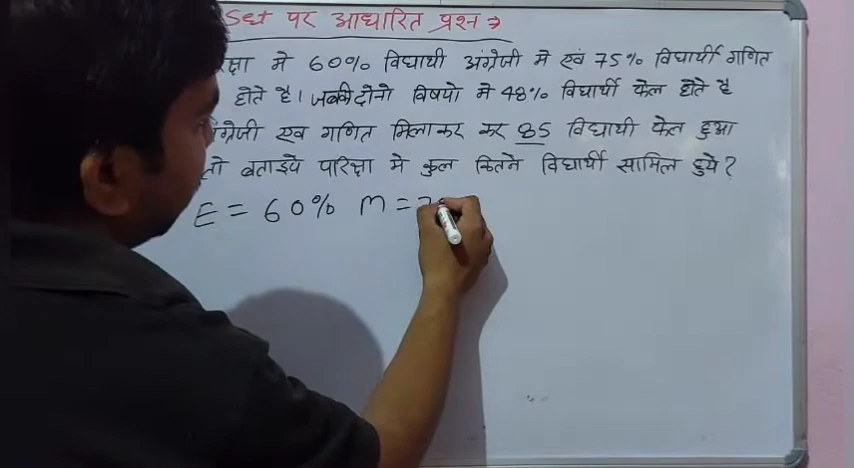 Set पर आधारित प्रश्न →
में 60% विद्यार्थी अंग्रेजी मे एवं 75% विद्यार्थी गणित
होते है। जबकी दोनो विषयो मे 48% विद्यार्थी फेल होते है
अंग्रेजी एव गणित मिलाकर कर 85 विद्यार्थी फेल हुआ
तो बताइये परिक्षा मे कुल कितने विद्यार्थी सामिल हुये?
E = 60% M = 7